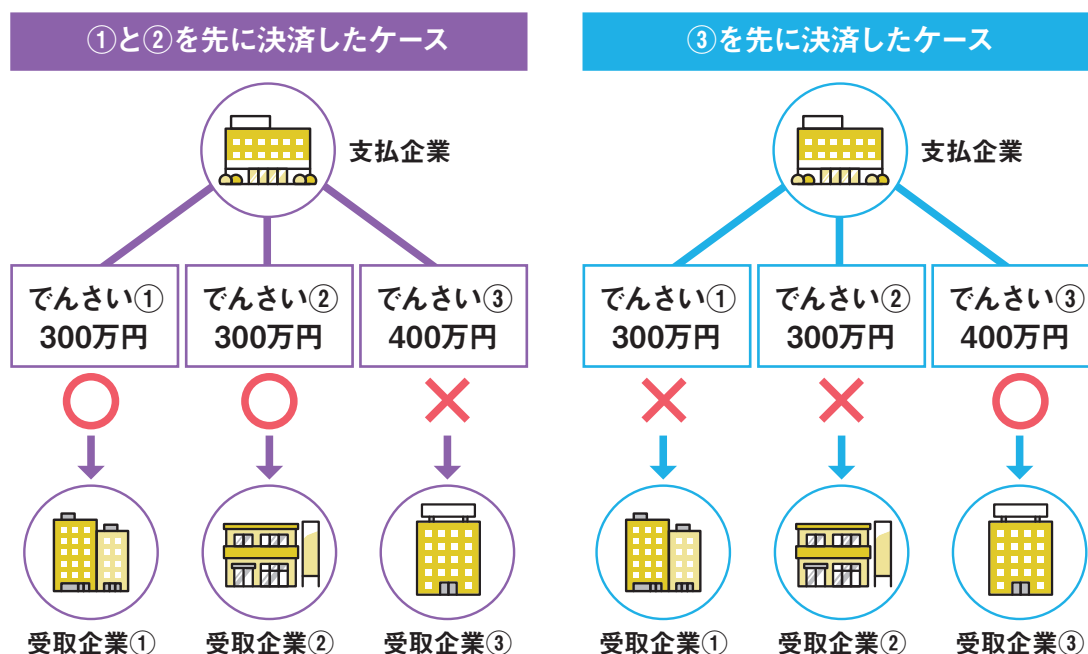 ①と②を先に決済したケース
支払企業
でんさい①
300万円
でんさい②
300万円
でんさい③
400万円
受取企業①
受取企業②
受取企業③
③を先に決済したケース
支払企業
でんさい①
300万円
でんさい②
300万円
でんさい③
400万円
受取企業①
受取企業②
受取企業③